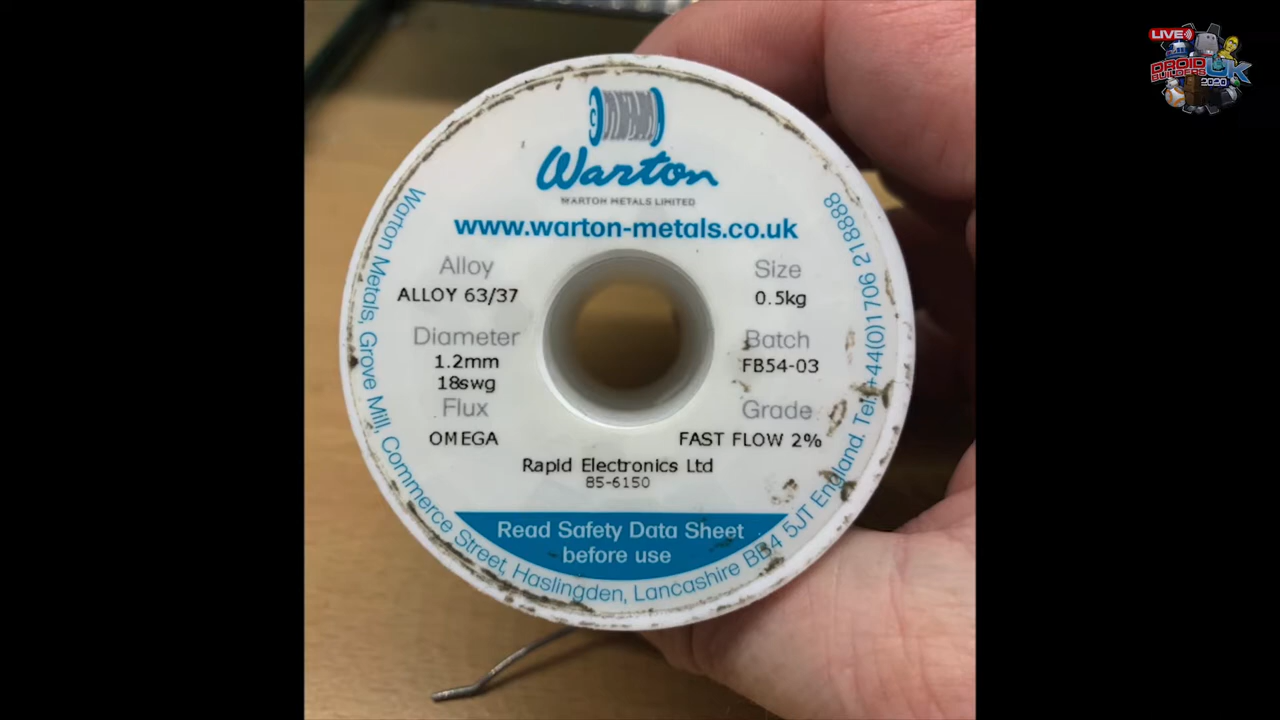 LIVE
DROID
BUILDERS UK
2020
Warton
WARTON METALS LIMITED
www.warton-metals.co.uk
Alloy
ALLOY 63/37
Size
0.5kg
Diameter
1.2mm
18swg
Batch
FB54-03
Flux
OMEGA
Grade
FAST FLOW 2%
Rapid Electronics Ltd
85-6150
Read Safety Data Sheet
before use
Warton Metals, Grove Mill, Commerce Street, Haslingden, Lancashire BB4 5JT England. Tel: +44(0)1706 218888